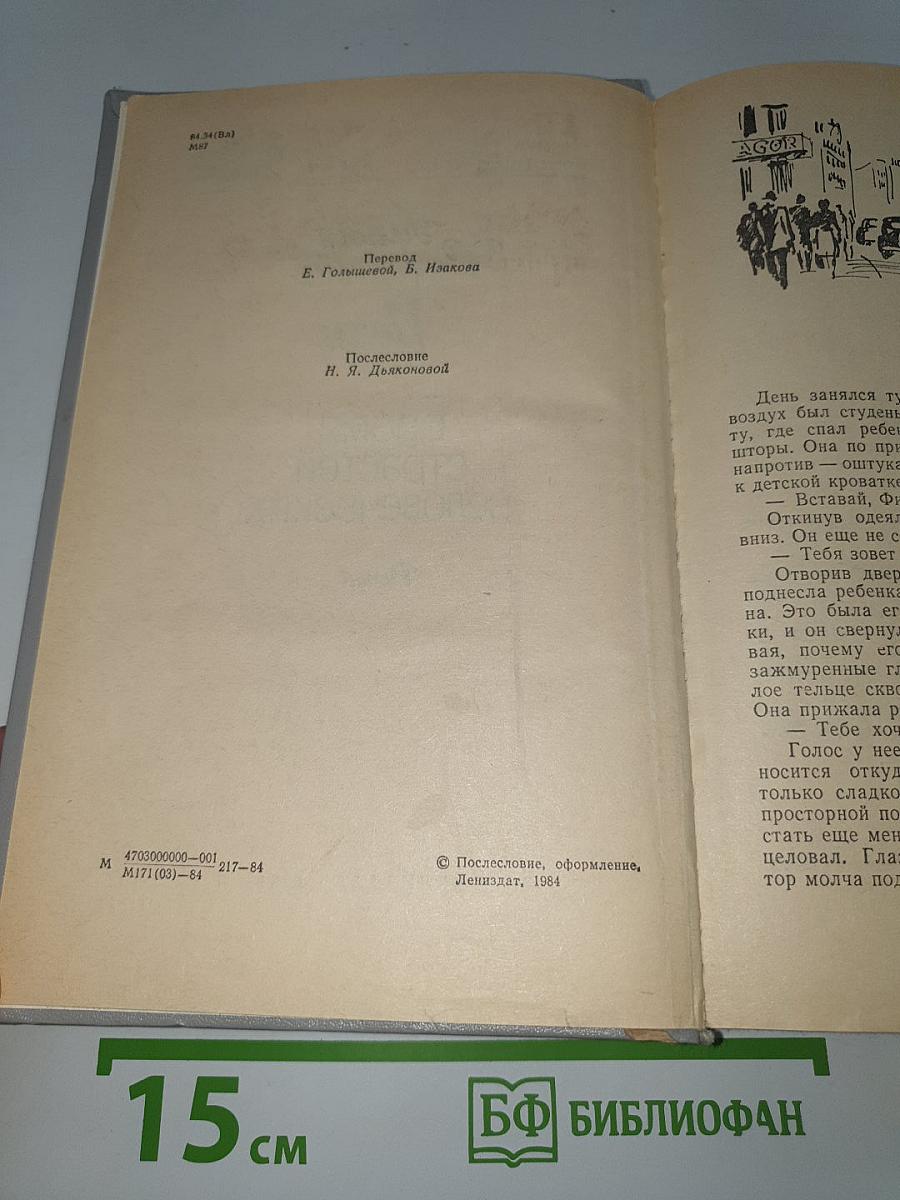 84.34(Вл)
М87
Перевод
Е. Голышевой, Б. Изакова
Послесловие
Н. Я. Дьяконовой
М 4703000000—001
М171(03)—84 217—84
© Послесловие, оформление,
Лениздат, 1984
AGOR
День занялся ту
воздух был студень
ту, где спал ребен
шторы. Она по при
напротив — оштука
к детской кроватке
— Вставай, Фи
Откинув одеял
вниз. Он еще не с
— Тебя зовет
Отворив двер
поднесла ребенка
на. Это была ег
ки, и он свернул
вая, почему его
зажмуренные гл
лое тельце скво
Она прижала р
— Тебе хоч
Голос у нее
носится откуд
только сладко
просторной по
стать еще мен
целовал. Глаз
тор молча под
15 см
БФ БИБЛИОФАН